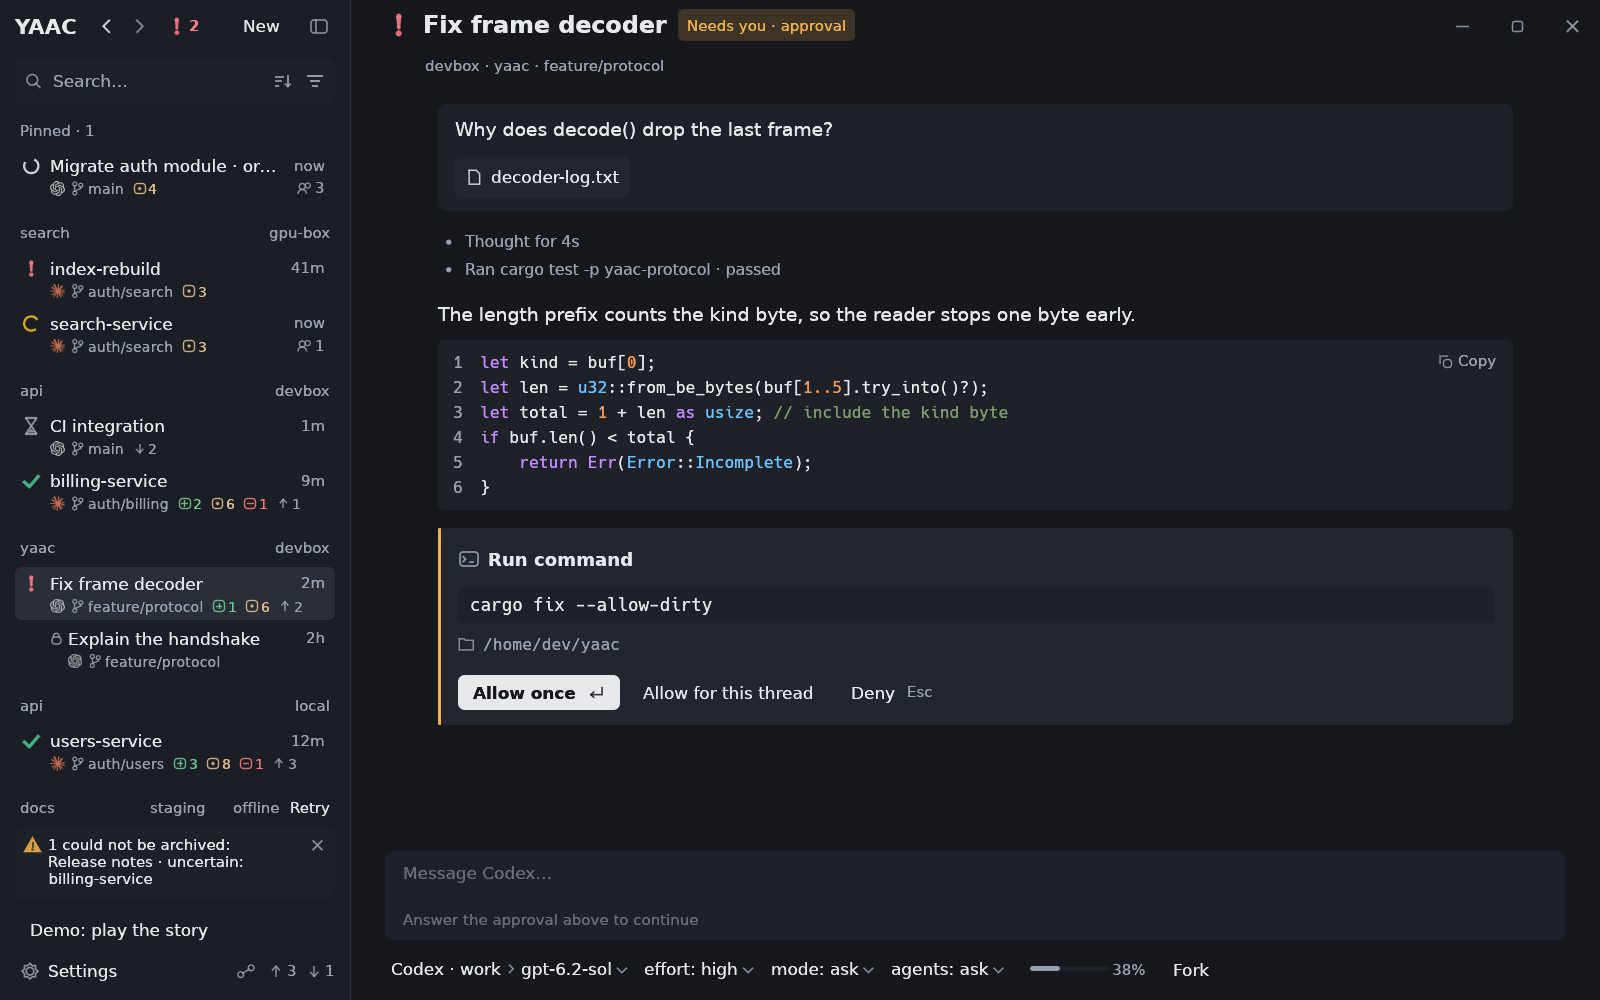 YAAC 2 New
Search...
Pinned · 1
Migrate auth module · or... now
main 4 3
search gpu-box
index-rebuild 41m
auth/search 3
search-service now
auth/search 3 1
api devbox
CI integration 1m
main ↓2
billing-service 9m
auth/billing 2 6 1 ↑1
yaac devbox
Fix frame decoder 2m
feature/protocol 1 6 ↑2
Explain the handshake 2h
feature/protocol
api local
users-service 12m
auth/users 3 8 1 ↑3
docs staging offline Retry
1 could not be archived:
Release notes · uncertain:
billing-service
Demo: play the story
Settings ↑3 ↓1
Fix frame decoder Needs you · approval
devbox · yaac · feature/protocol
Why does decode() drop the last frame?
decoder-log.txt
• Thought for 4s
• Ran cargo test -p yaac-protocol · passed
The length prefix counts the kind byte, so the reader stops one byte early.
Copy
1 let kind = buf[0];
2 let len = u32::from_be_bytes(buf[1..5].try_into()?);
3 let total = 1 + len as usize; // include the kind byte
4 if buf.len() < total {
5     return Err(Error::Incomplete);
6 }
Run command
cargo fix --allow-dirty
/home/dev/yaac
Allow once ↵ Allow for this thread Deny Esc
Message Codex...
Answer the approval above to continue
Codex · work > gpt-6.2-sol effort: high mode: ask agents: ask 38% Fork